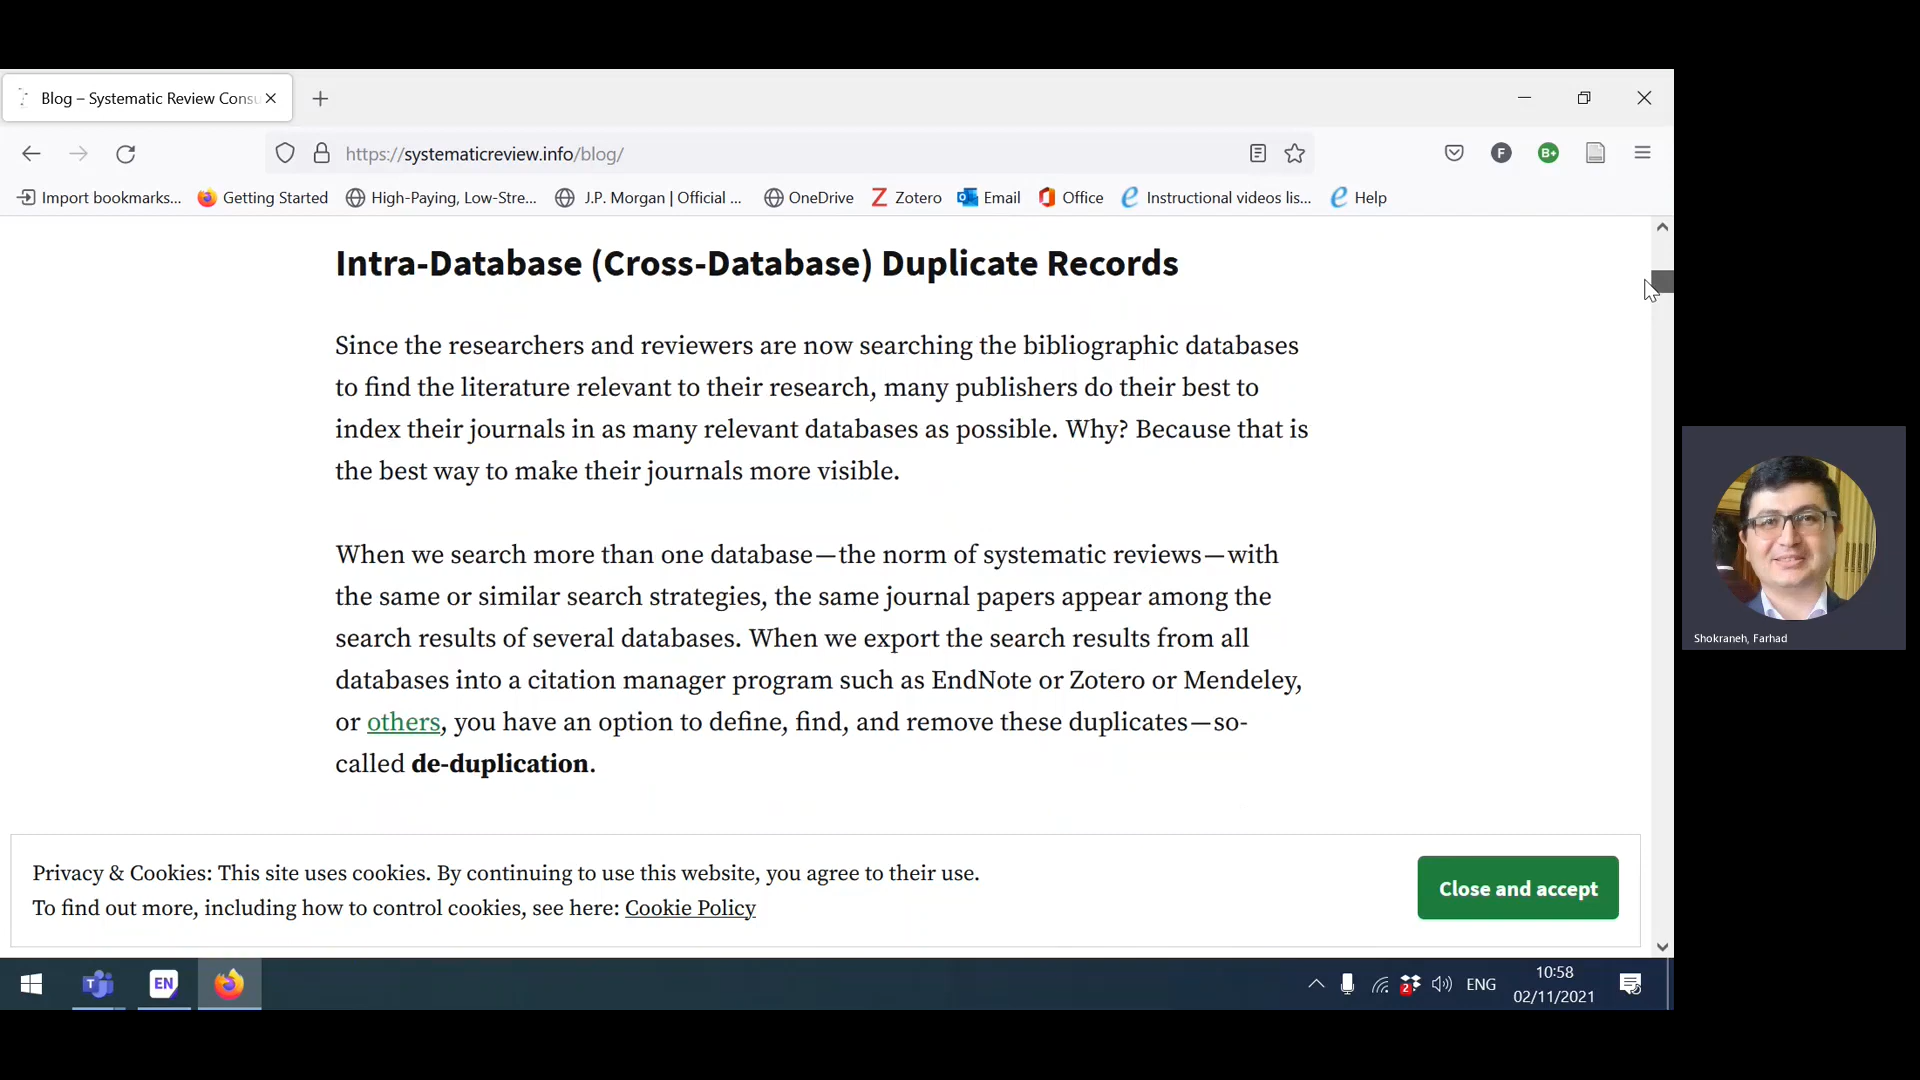 Blog – Systematic Review Consu
https://systematicreview.info/blog/
F
B+
Import bookmarks...
Getting Started
High-Paying, Low-Stre...
J.P. Morgan | Official ...
OneDrive
Z Zotero
Email
Office
Instructional videos lis...
Help
Intra-Database (Cross-Database) Duplicate Records
Since the researchers and reviewers are now searching the bibliographic databases
to find the literature relevant to their research, many publishers do their best to
index their journals in as many relevant databases as possible. Why? Because that is
the best way to make their journals more visible.
When we search more than one database—the norm of systematic reviews—with
the same or similar search strategies, the same journal papers appear among the
search results of several databases. When we export the search results from all
databases into a citation manager program such as EndNote or Zotero or Mendeley,
or others, you have an option to define, find, and remove these duplicates—so-
called de-duplication.
Shokraneh, Farhad
Privacy & Cookies: This site uses cookies. By continuing to use this website, you agree to their use.
To find out more, including how to control cookies, see here: Cookie Policy
Close and accept
T
EN
2
ENG
10:58
02/11/2021